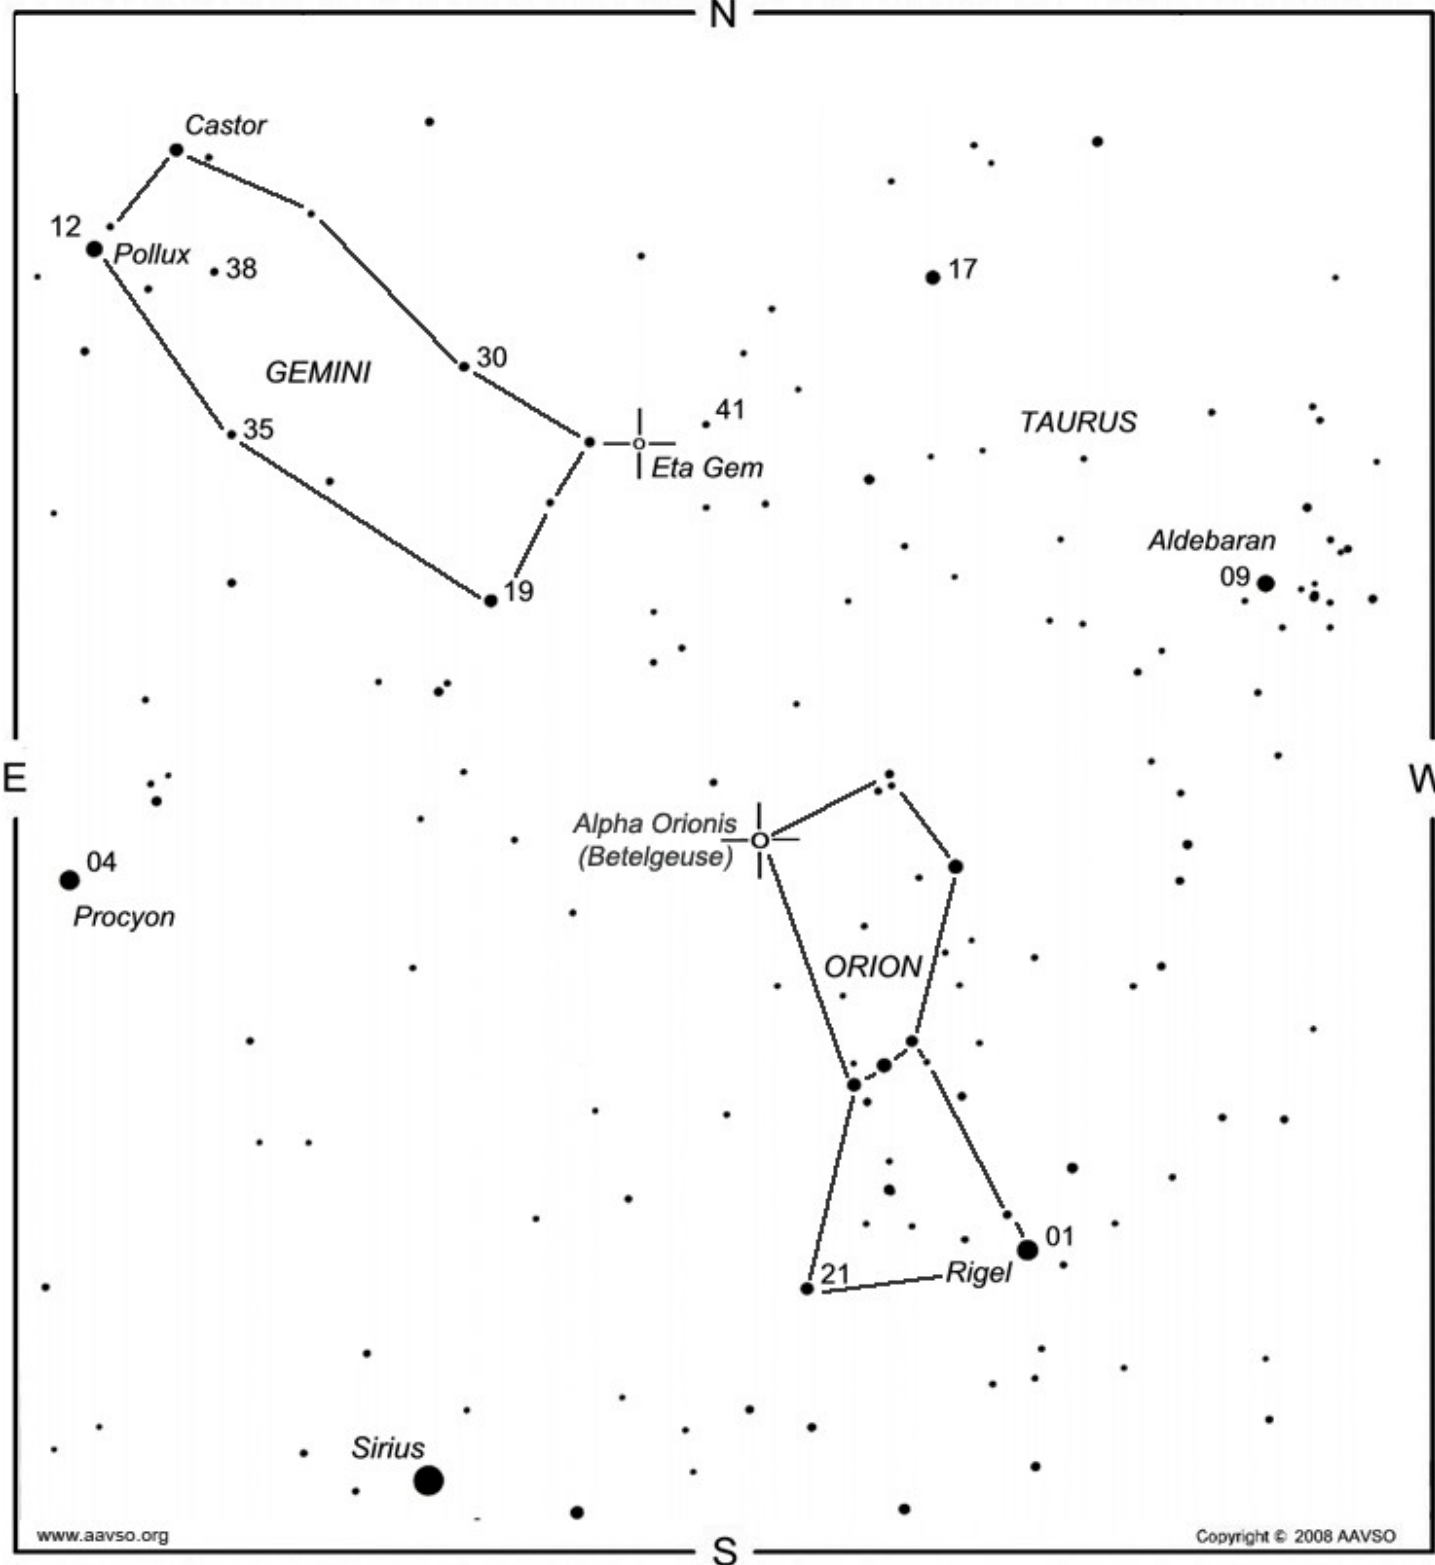 N
Castor
12
Pollux
38
17
GEMINI
30
41
TAURUS
35
Eta Gem
Aldebaran
09
19
E
W
Alpha Orionis
(Betelgeuse)
04
Procyon
ORION
01
21
Rigel
Sirius
www.aavso.org
Copyright © 2008 AAVSO
S